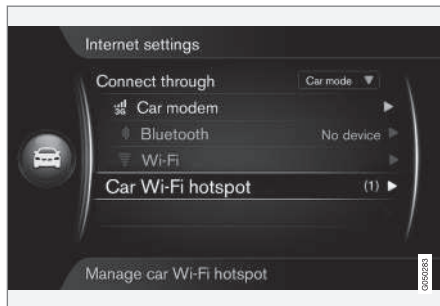 Internet settings
Connect through Car mode
3G Car modem
Bluetooth No device
Wi-Fi
Car Wi-Fi hotspot (1)
Manage car Wi-Fi hotspot
G050283